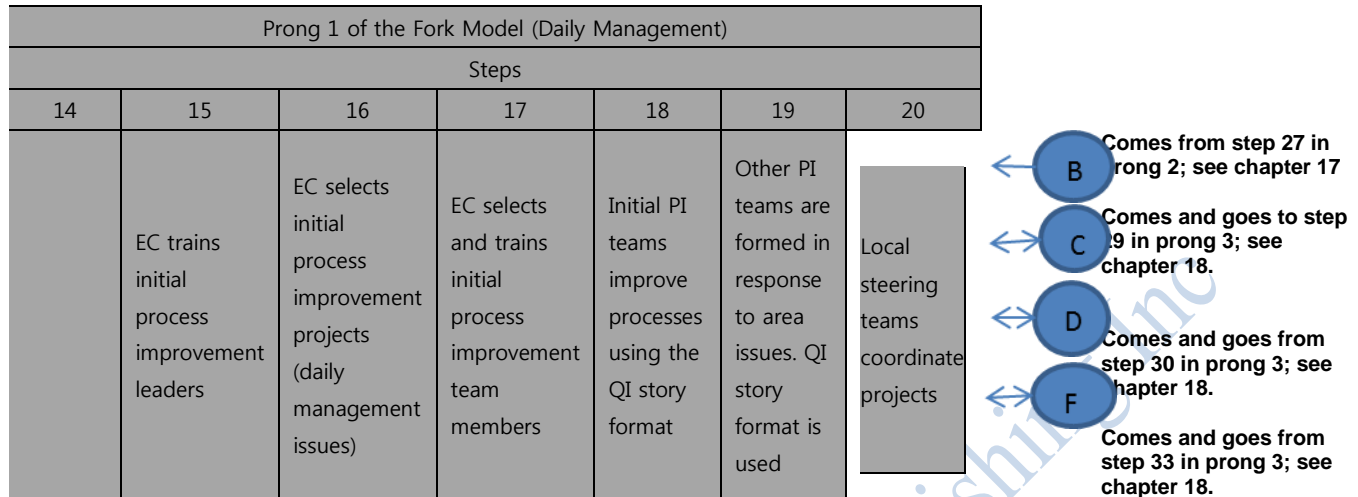 Prong 1 of the Fork Model (Daily Management)
Steps
14 15 16 17 18 19 20
EC trains
initial
process
improvement
leaders
EC selects
initial
process
improvement
projects
(daily
management
issues)
EC selects
and trains
initial
process
improvement
team
members
Initial PI
teams
improve
processes
using the
QI story
format
Other PI
teams are
formed in
response
to area
issues. QI
story
format is
used
Local
steering
teams
coordinate
projects
B
Comes from step 27 in
prong 2; see chapter 17
C
Comes and goes to step
29 in prong 3; see
chapter 18.
D
Comes and goes from
step 30 in prong 3; see
chapter 18.
F
Comes and goes from
step 33 in prong 3; see
chapter 18.
Inc